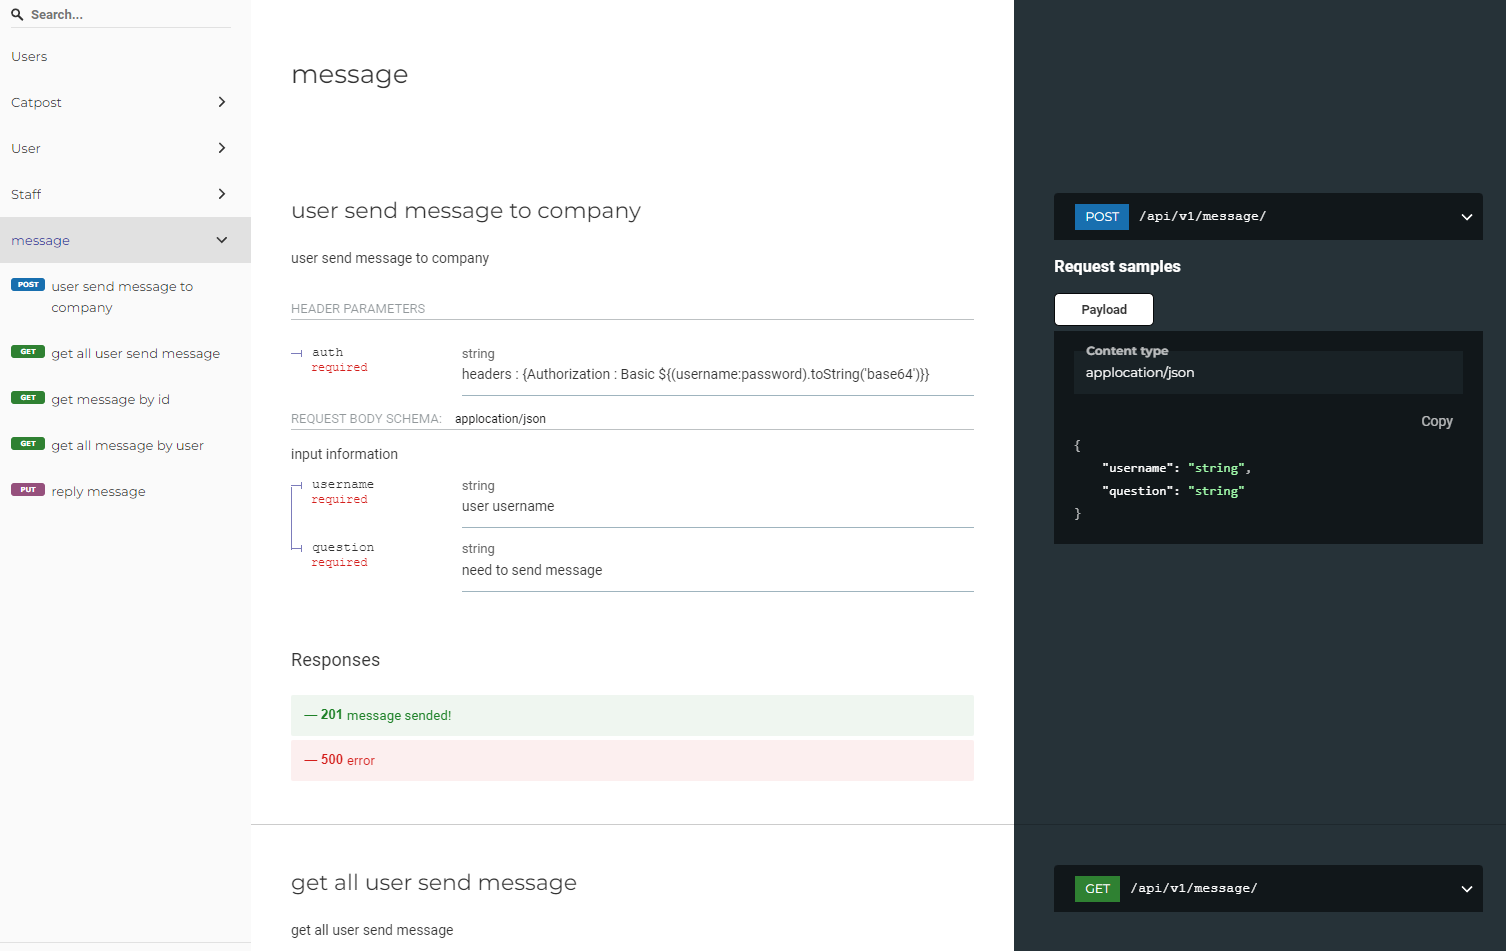 Search...
Users
Catpost
User
Staff
message
POST user send message to
company
GET get all user send message
GET get message by id
GET get all message by user
PUT reply message
message
user send message to company
user send message to company
HEADER PARAMETERS
auth
required
string
headers : {Authorization : Basic ${(username:password).toString('base64')}}
REQUEST BODY SCHEMA: applocation/json
input information
username
required
string
user username
question
required
string
need to send message
Responses
— 201 message sended!
— 500 error
get all user send message
get all user send message
POST /api/v1/message/
Request samples
Payload
Content type
applocation/json
Copy
{
"username": "string",
"question": "string"
}
GET /api/v1/message/